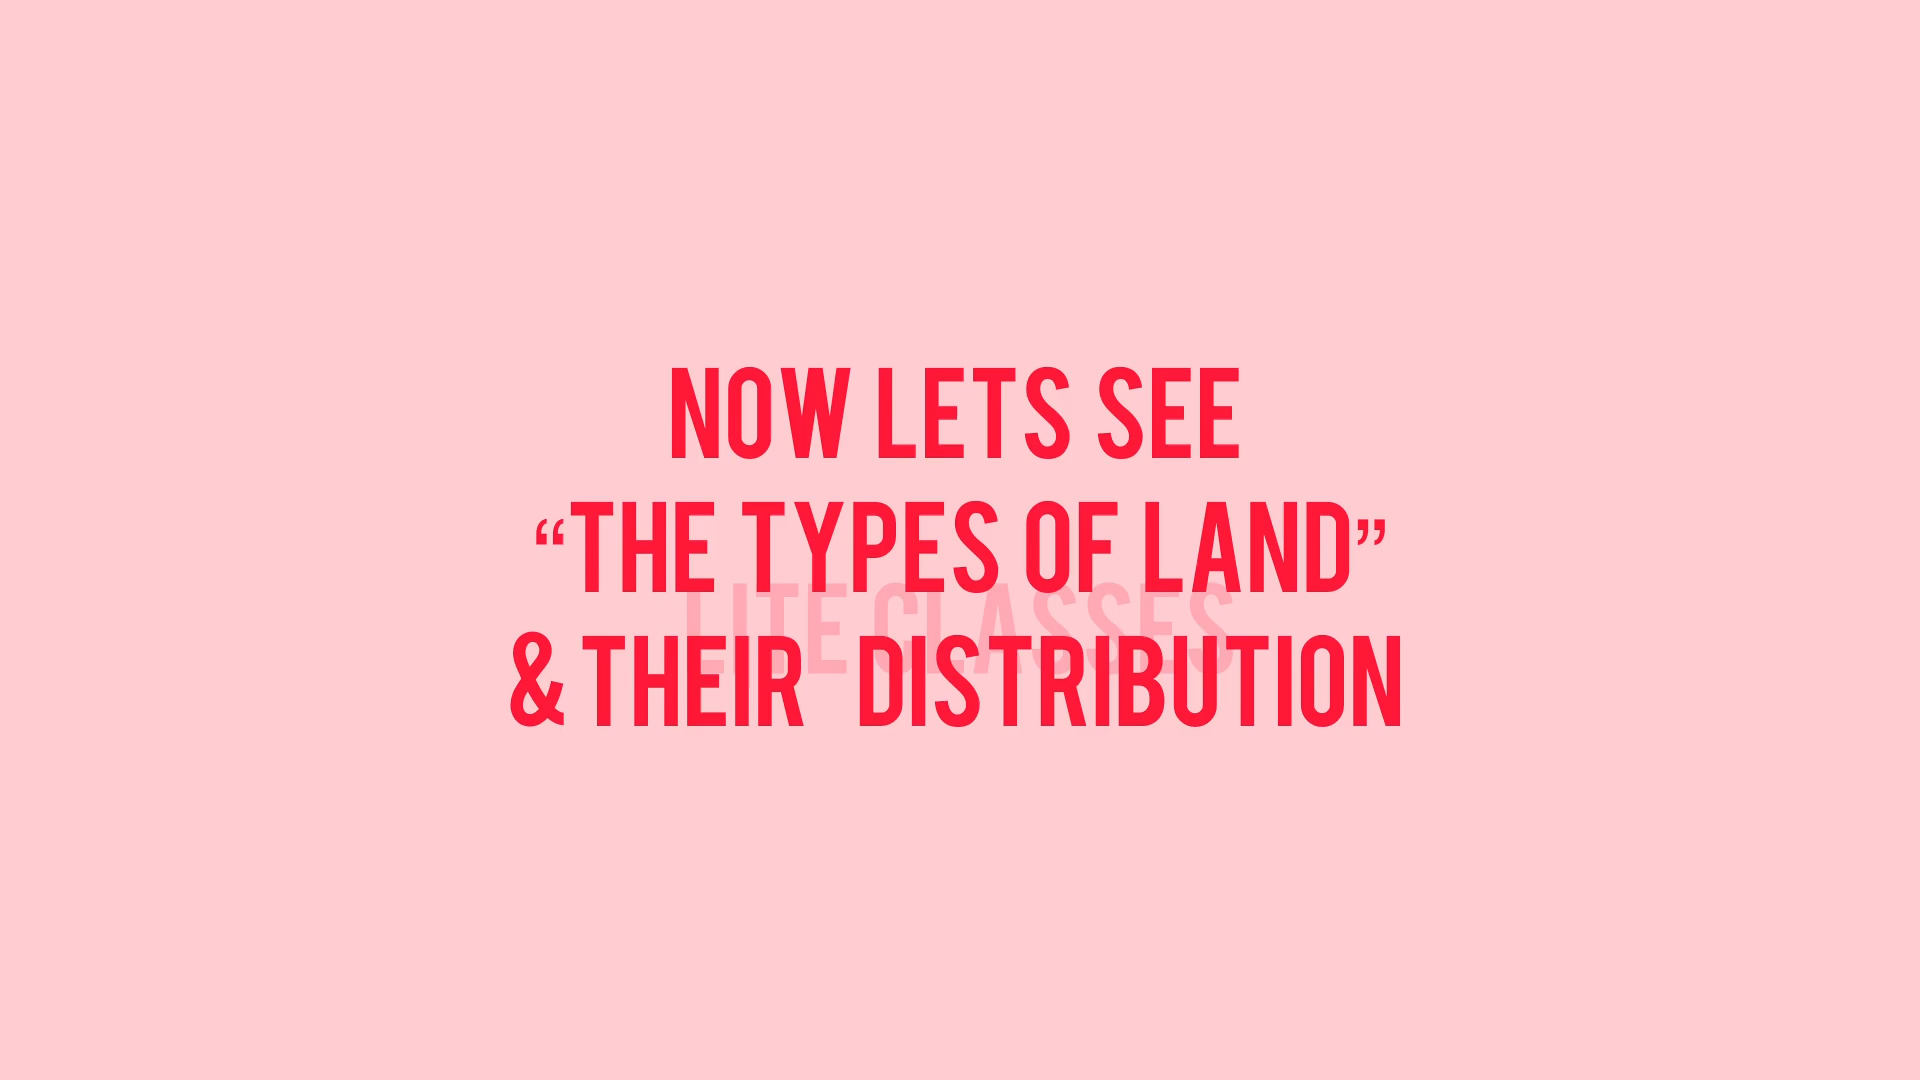 NOW LETS SEE
“THE TYPES OF LAND”
LITE CLASSES
& THEIR DISTRIBUTION